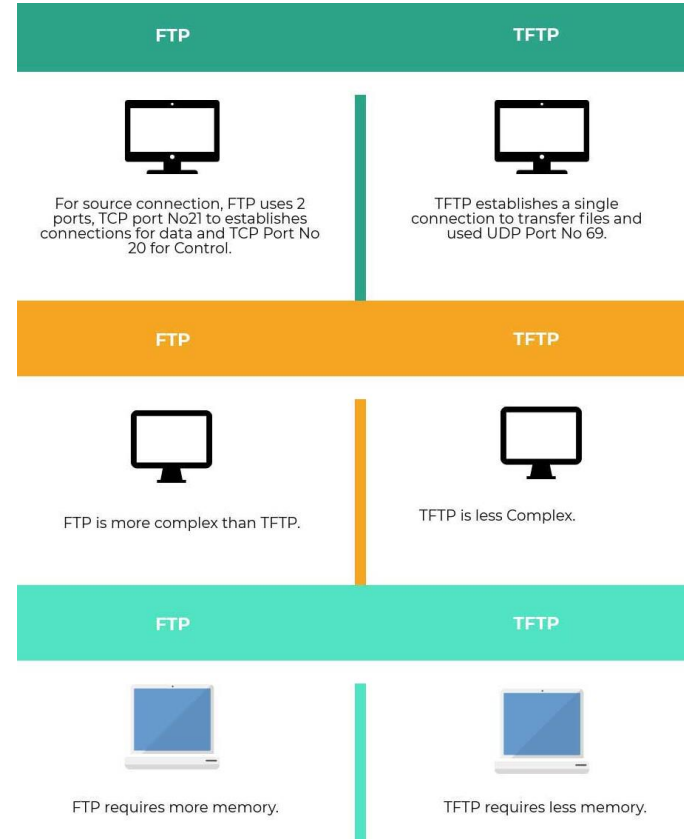 FTP
TFTP
For source connection, FTP uses 2
ports, TCP port No21 to establishes
connections for data and TCP Port No
20 for Control.
TFTP establishes a single
connection to transfer files and
used UDP Port No 69.
FTP
TFTP
FTP is more complex than TFTP.
TFTP is less Complex.
FTP
TFTP
FTP requires more memory.
TFTP requires less memory.